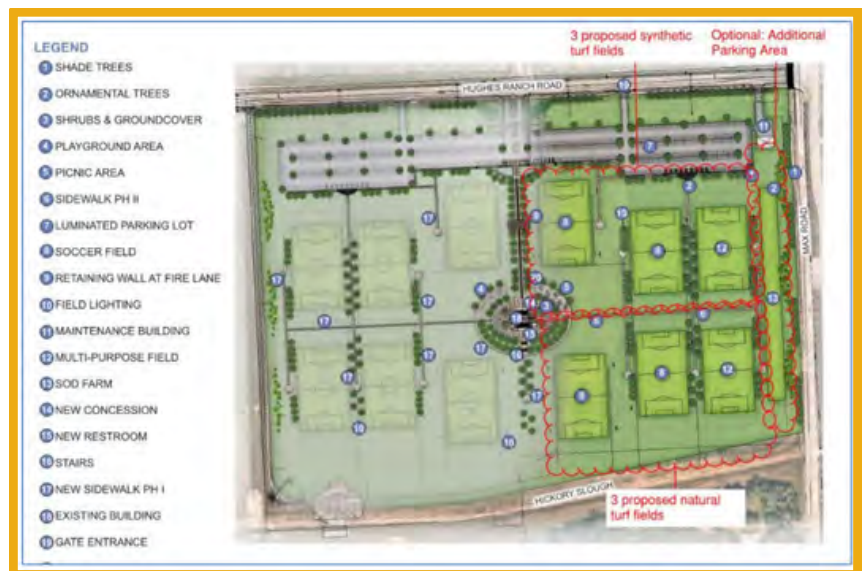 3 proposed synthetic
turf fields
Optional: Additional
Parking Area
LEGEND
1 SHADE TREES
2 ORNAMENTAL TREES
3 SHRUBS & GROUNDCOVER
4 PLAYGROUND AREA
5 PICNIC AREA
6 SIDEWALK PH II
7 LUMINATED PARKING LOT
8 SOCCER FIELD
9 RETAINING WALL AT FIRE LANE
10 FIELD LIGHTING
11 MAINTENANCE BUILDING
12 MULTI-PURPOSE FIELD
13 SOD FARM
14 NEW CONCESSION
15 NEW RESTROOM
16 STAIRS
17 NEW SIDEWALK PH I
18 EXISTING BUILDING
19 GATE ENTRANCE
HUGHES RANCH ROAD
MAX ROAD
HICKORY SLOUGH
3 proposed natural
turf fields